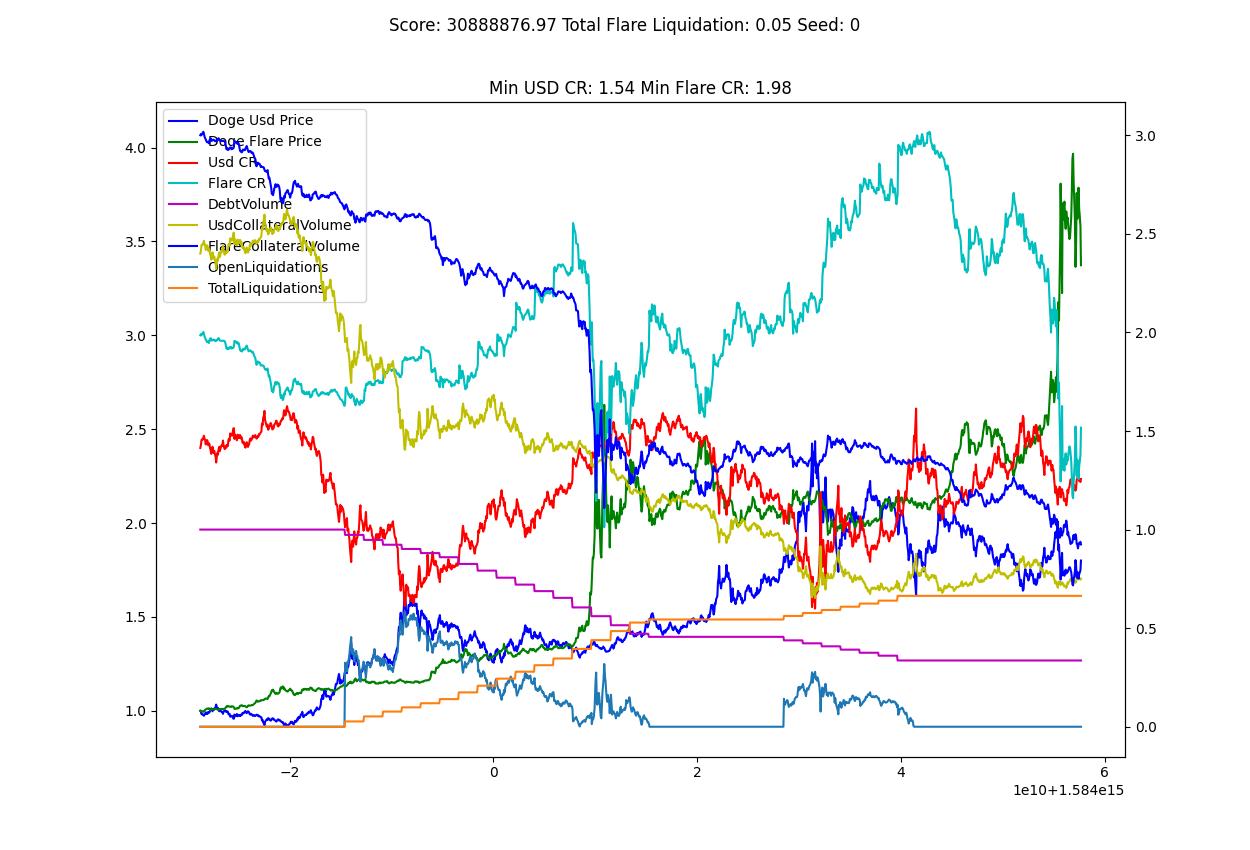 Score: 30888876.97 Total Flare Liquidation: 0.05 Seed: 0
Min USD CR: 1.54 Min Flare CR: 1.98
Doge Usd Price
Doge Flare Price
Usd CR
Flare CR
DebtVolume
UsdCollateralVolume
FlareCollateralVolume
OpenLiquidations
TotalLiquidations
4.0
3.5
3.0
2.5
2.0
1.5
1.0
3.0
2.5
2.0
1.5
1.0
0.5
0.0
−2 0 2 4 6
1e10+1.584e15